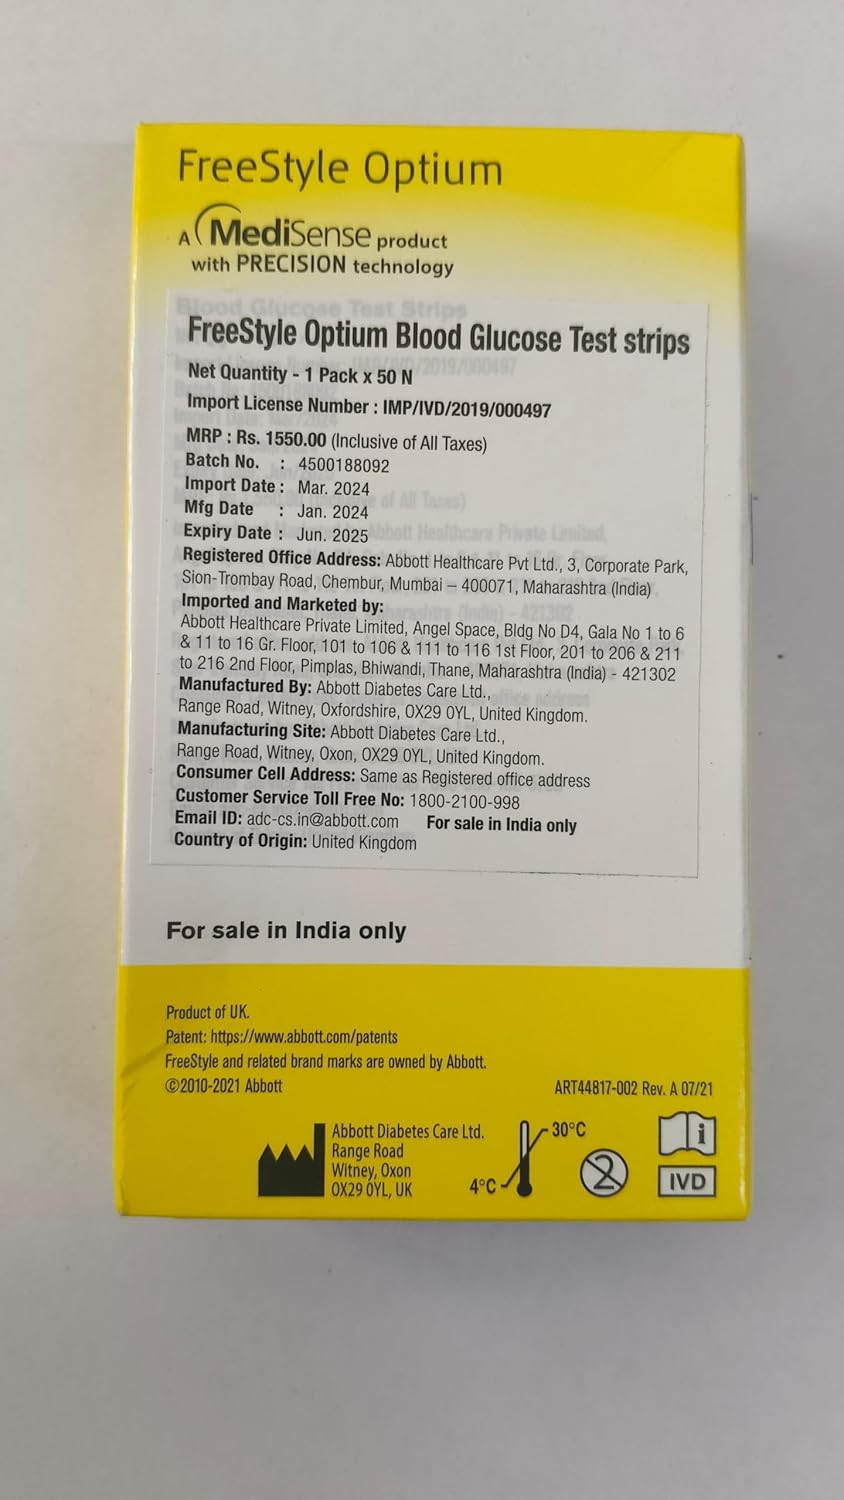 FreeStyle Optium
A MediSense product
with PRECISION technology
FreeStyle Optium Blood Glucose Test strips
Net Quantity - 1 Pack x 50 N
Import License Number : IMP/IVD/2019/000497
MRP : Rs. 1550.00 (Inclusive of All Taxes)
Batch No. : 4500188092
Import Date : Mar. 2024
Mfg Date : Jan. 2024
Expiry Date : Jun. 2025
Registered Office Address: Abbott Healthcare Pvt Ltd., 3, Corporate Park,
Sion-Trombay Road, Chembur, Mumbai – 400071, Maharashtra (India)
Imported and Marketed by:
Abbott Healthcare Private Limited, Angel Space, Bldg No D4, Gala No 1 to 6
& 11 to 16 Gr. Floor, 101 to 106 & 111 to 116 1st Floor, 201 to 206 & 211
to 216 2nd Floor, Pimplas, Bhiwandi, Thane, Maharashtra (India) - 421302
Manufactured By: Abbott Diabetes Care Ltd.,
Range Road, Witney, Oxfordshire, OX29 0YL, United Kingdom.
Manufacturing Site: Abbott Diabetes Care Ltd.,
Range Road, Witney, Oxon, OX29 0YL, United Kingdom.
Consumer Cell Address: Same as Registered office address
Customer Service Toll Free No: 1800-2100-998
Email ID: adc-cs.in@abbott.com For sale in India only
Country of Origin: United Kingdom
For sale in India only
Product of UK.
Patent: https://www.abbott.com/patents
FreeStyle and related brand marks are owned by Abbott.
©2010-2021 Abbott
ART44817-002 Rev. A 07/21
Abbott Diabetes Care Ltd.
Range Road
Witney, Oxon
OX29 0YL, UK
30°C
4°C
2
i
IVD